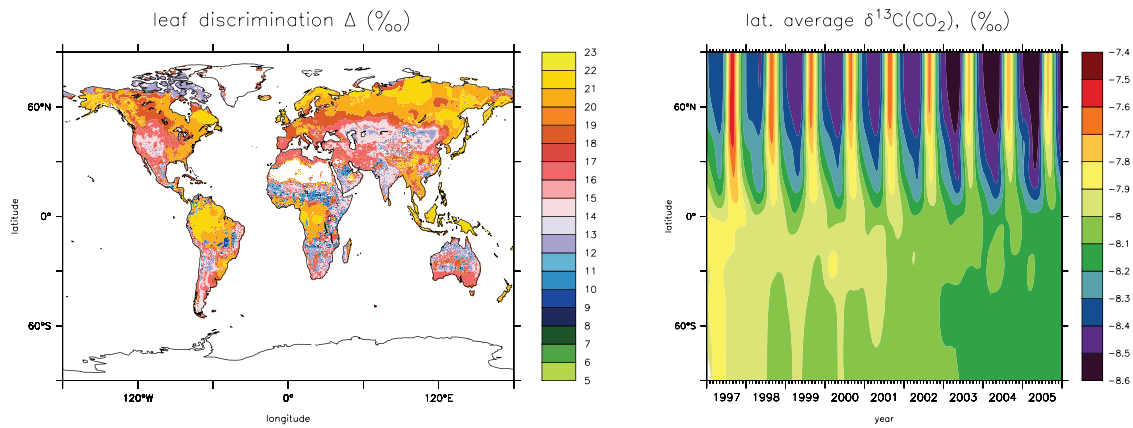 leaf discrimination Δ (‰)
60°N
0°
60°S
latitude
120°W
0°
120°E
longitude
23
22
21
20
19
18
17
16
15
14
13
12
11
10
9
8
7
6
5
lat. average δ¹³C(CO₂), (‰)
60°N
0°
60°S
latitude
1997 1998 1999 2000 2001 2002 2003 2004 2005
year
−7.4
−7.5
−7.6
−7.7
−7.8
−7.9
−8
−8.1
−8.2
−8.3
−8.4
−8.5
−8.6